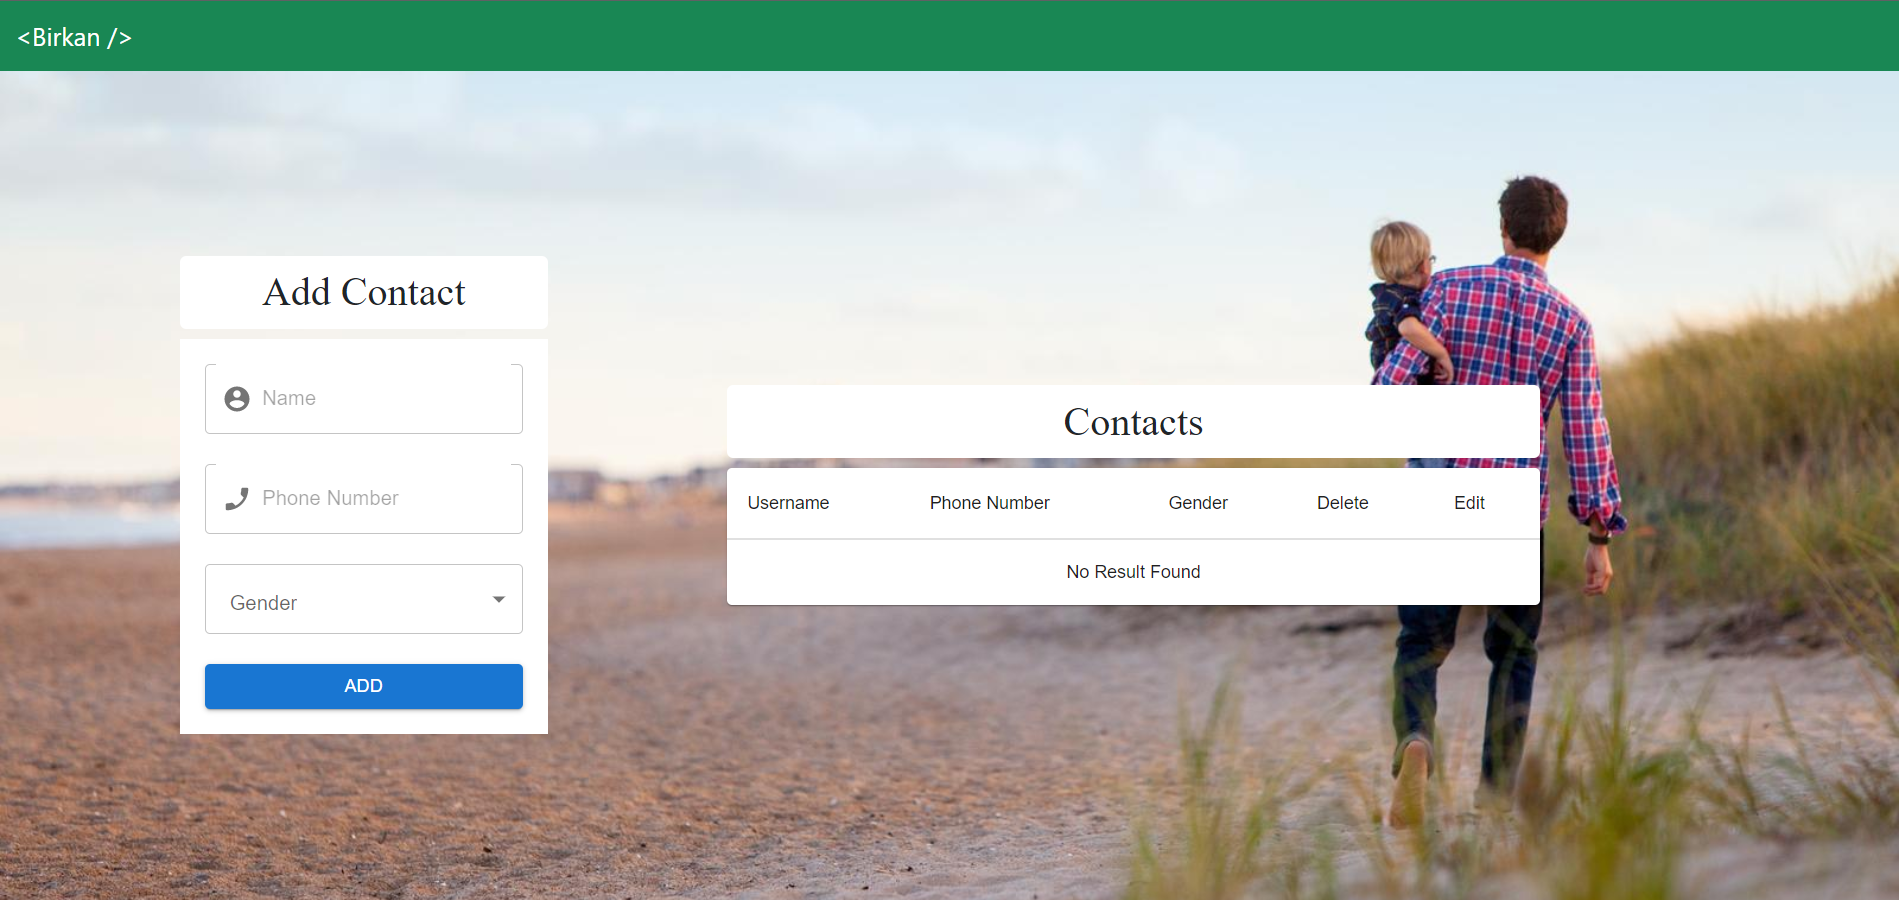 <Birkan />
Add Contact
Name
Phone Number
Gender
ADD
Contacts
Username Phone Number Gender Delete Edit
No Result Found